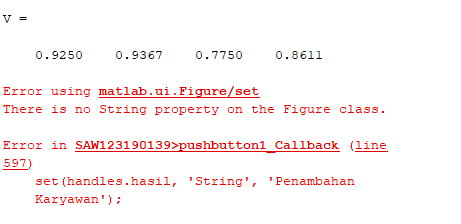 V =
0.9250 0.9367 0.7750 0.8611
Error using matlab.ui.Figure/set
There is no String property on the Figure class.
Error in SAW123190139>pushbutton1_Callback (line
597)
set(handles.hasil, 'String', 'Penambahan
Karyawan');